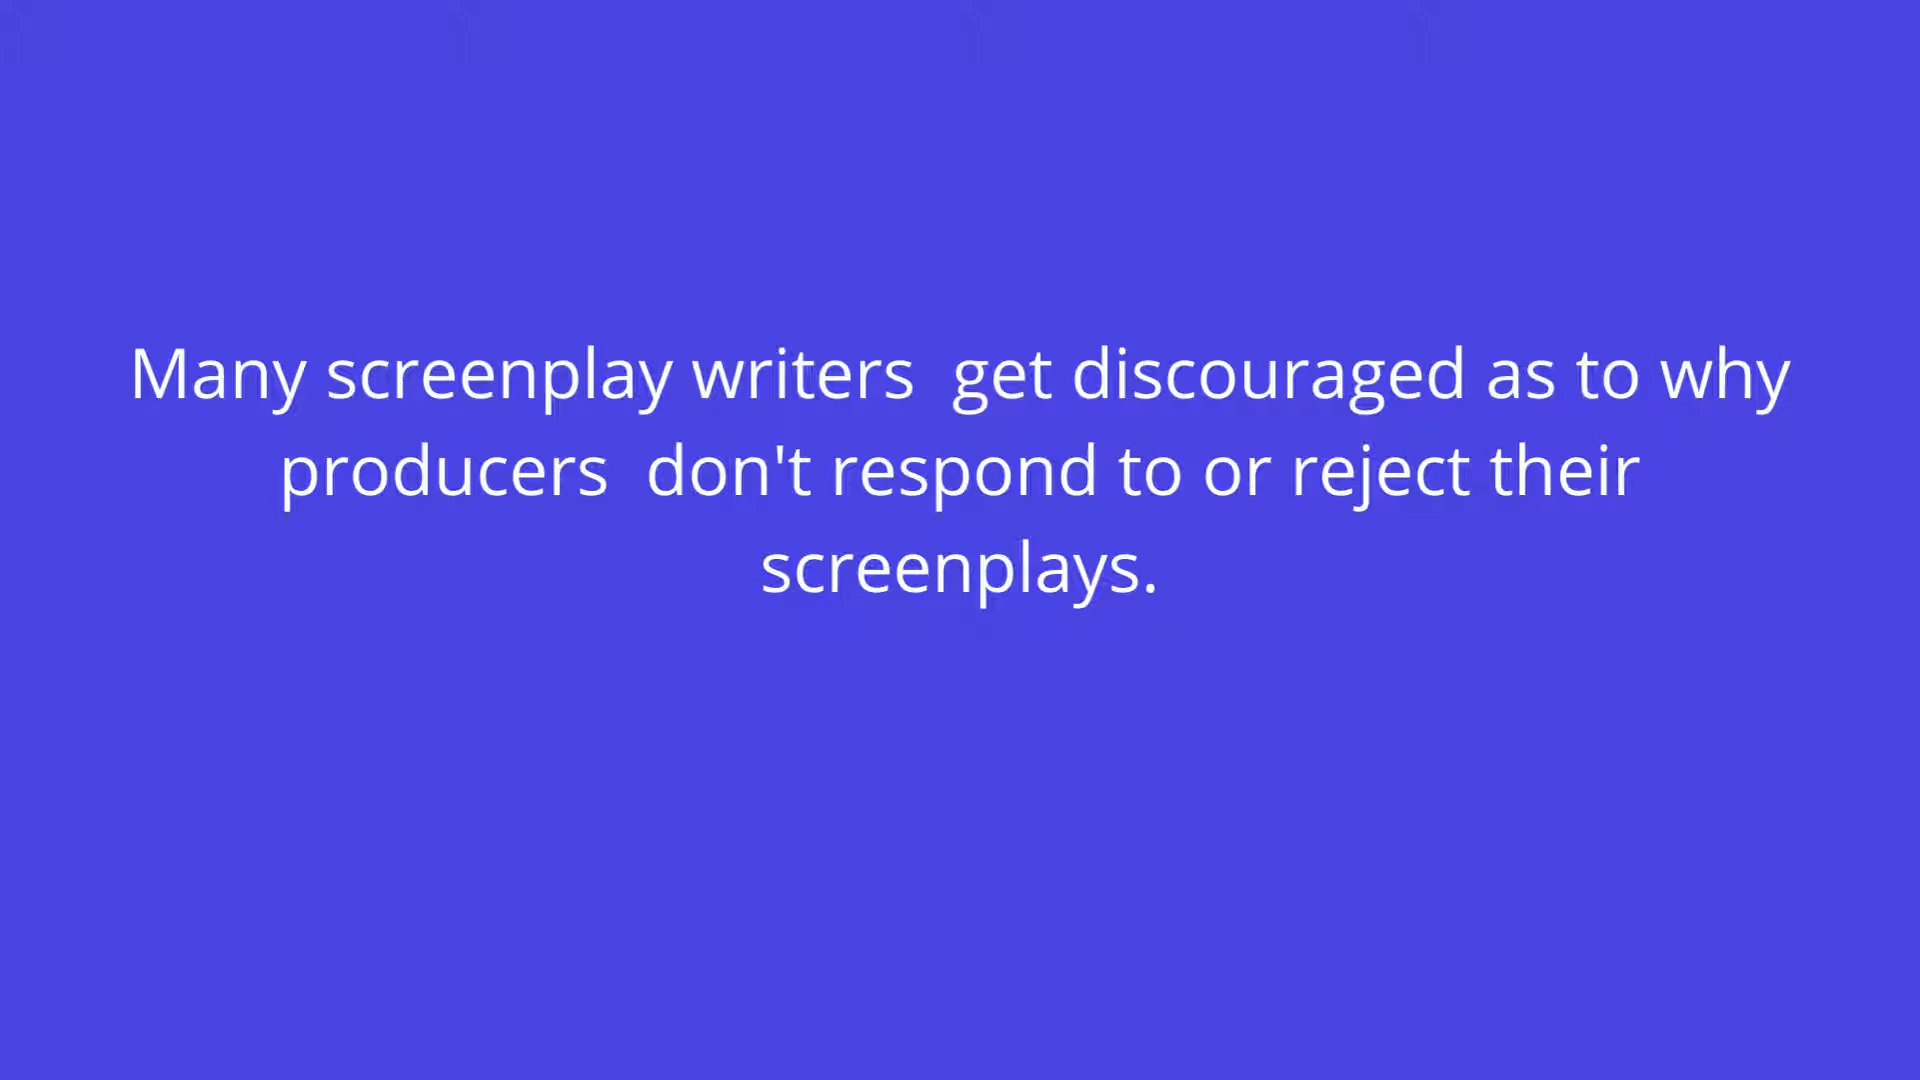 Many screenplay writers  get discouraged as to why
producers  don't respond to or reject their
screenplays.